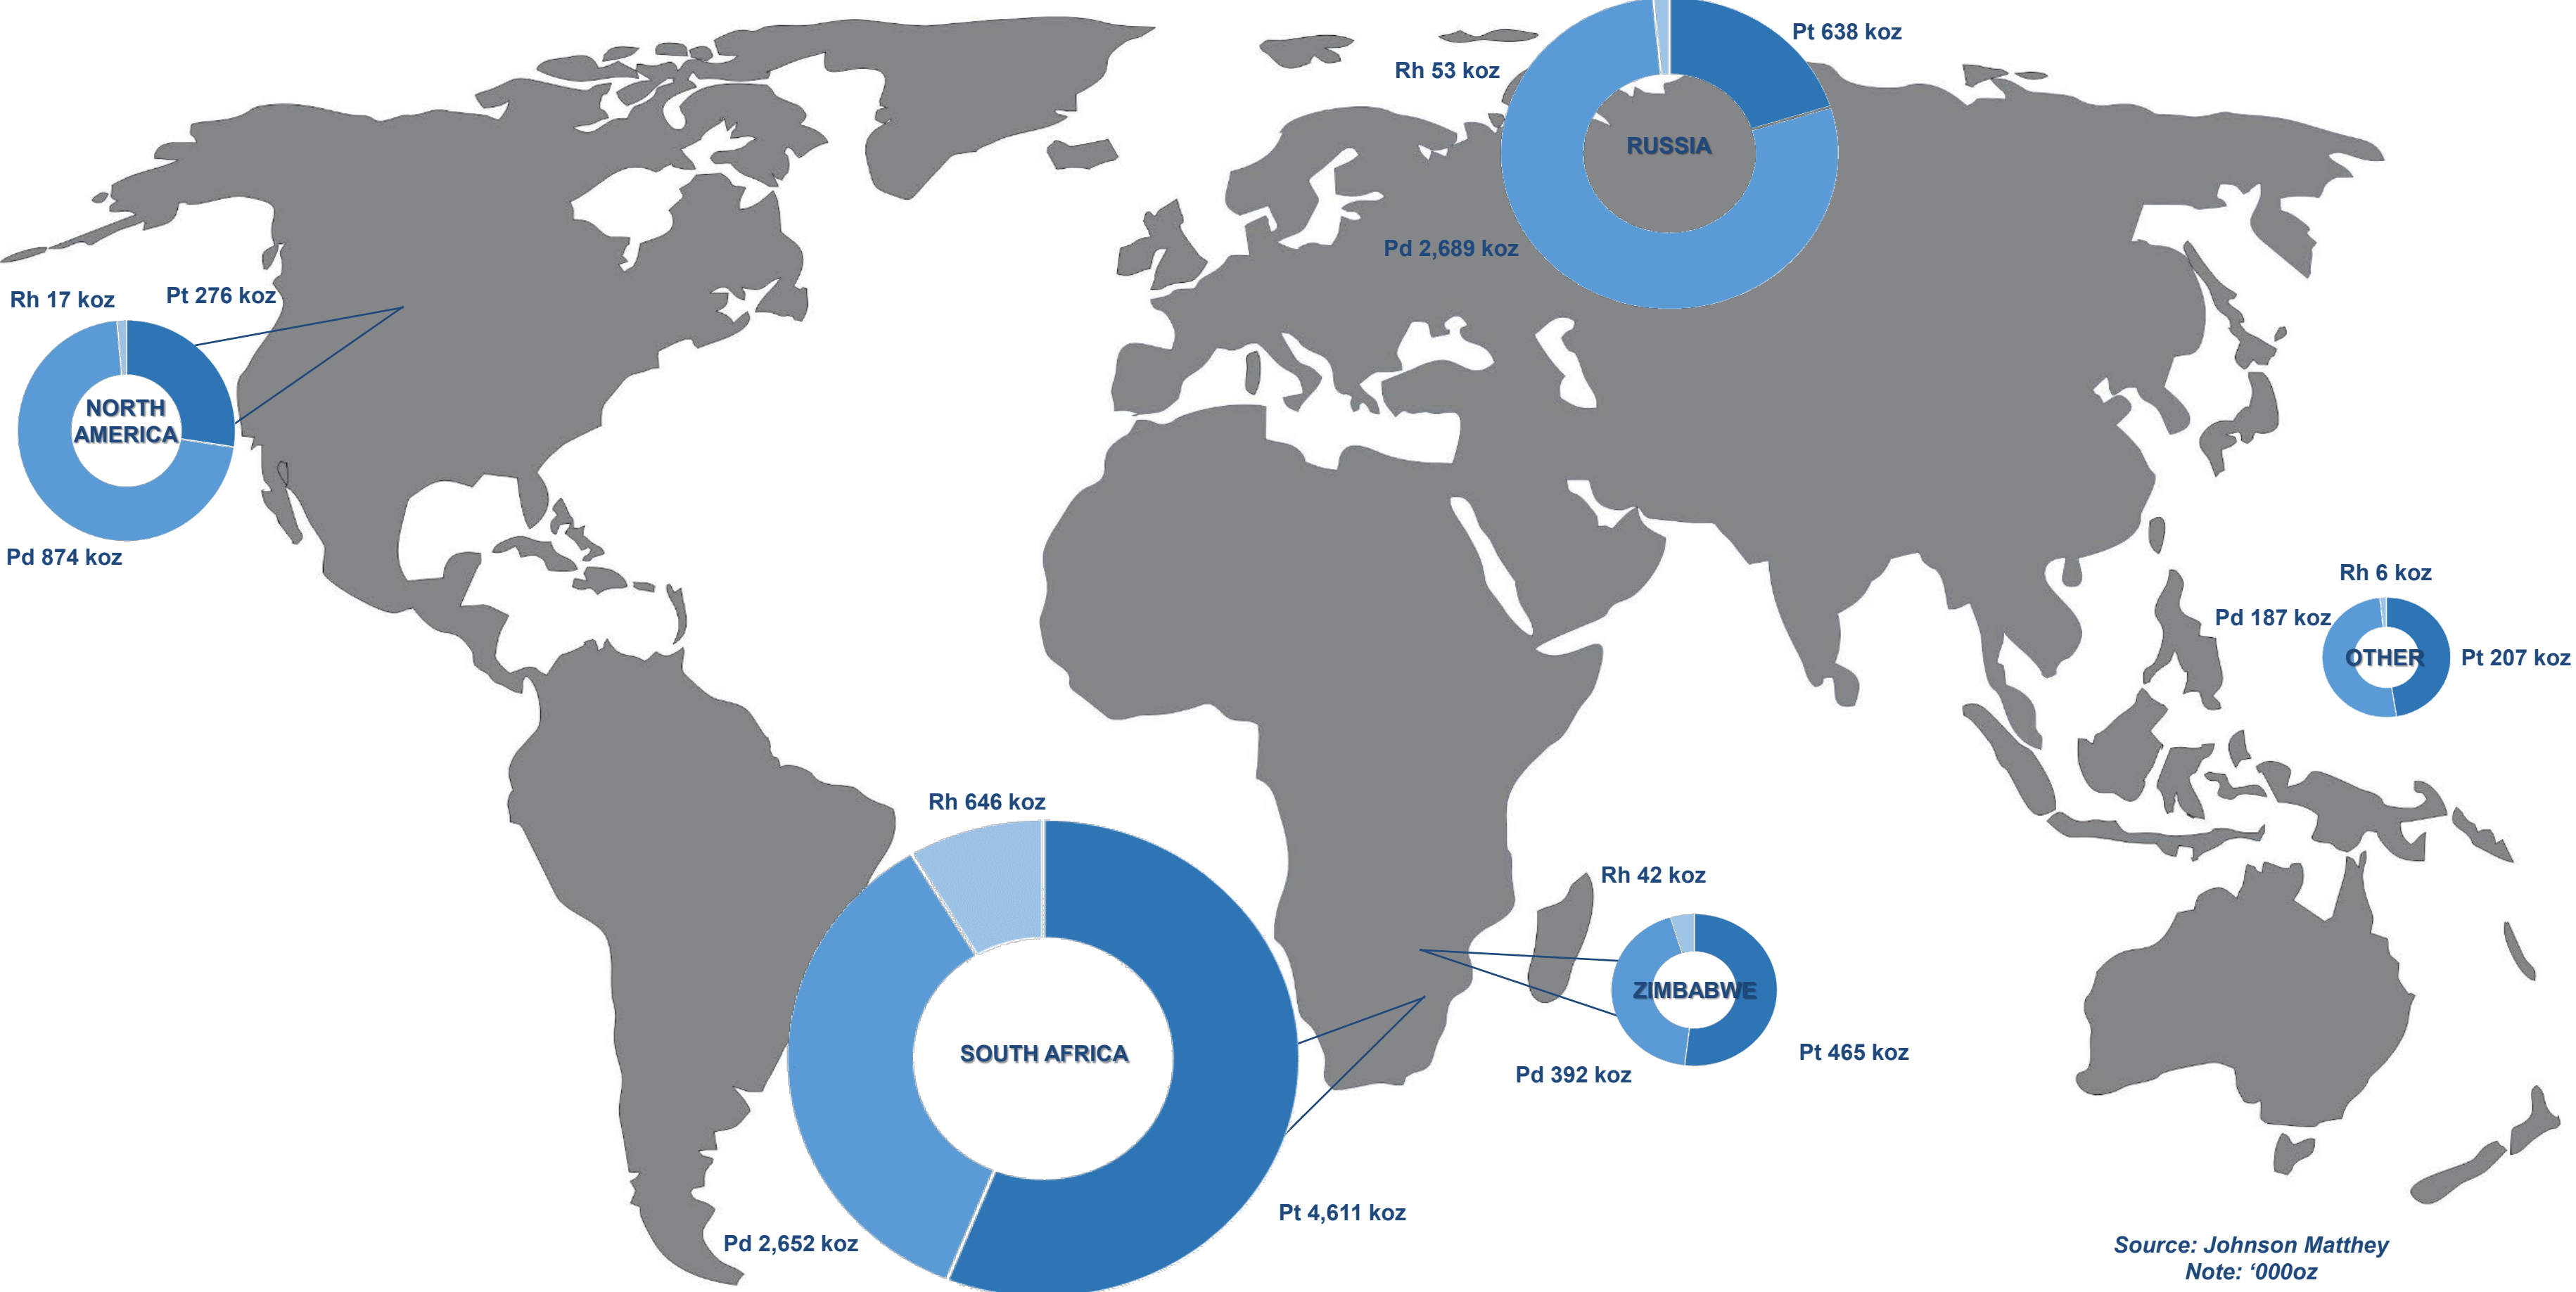 Pt 638 koz
Rh 53 koz
RUSSIA
Pd 2,689 koz
Rh 17 koz
Pt 276 koz
NORTH
AMERICA
Pd 874 koz
Rh 6 koz
Pd 187 koz
OTHER
Pt 207 koz
Rh 646 koz
SOUTH AFRICA
Pt 4,611 koz
Pd 2,652 koz
Rh 42 koz
ZIMBABWE
Pt 465 koz
Pd 392 koz
Source: Johnson Matthey
Note: ‘000oz